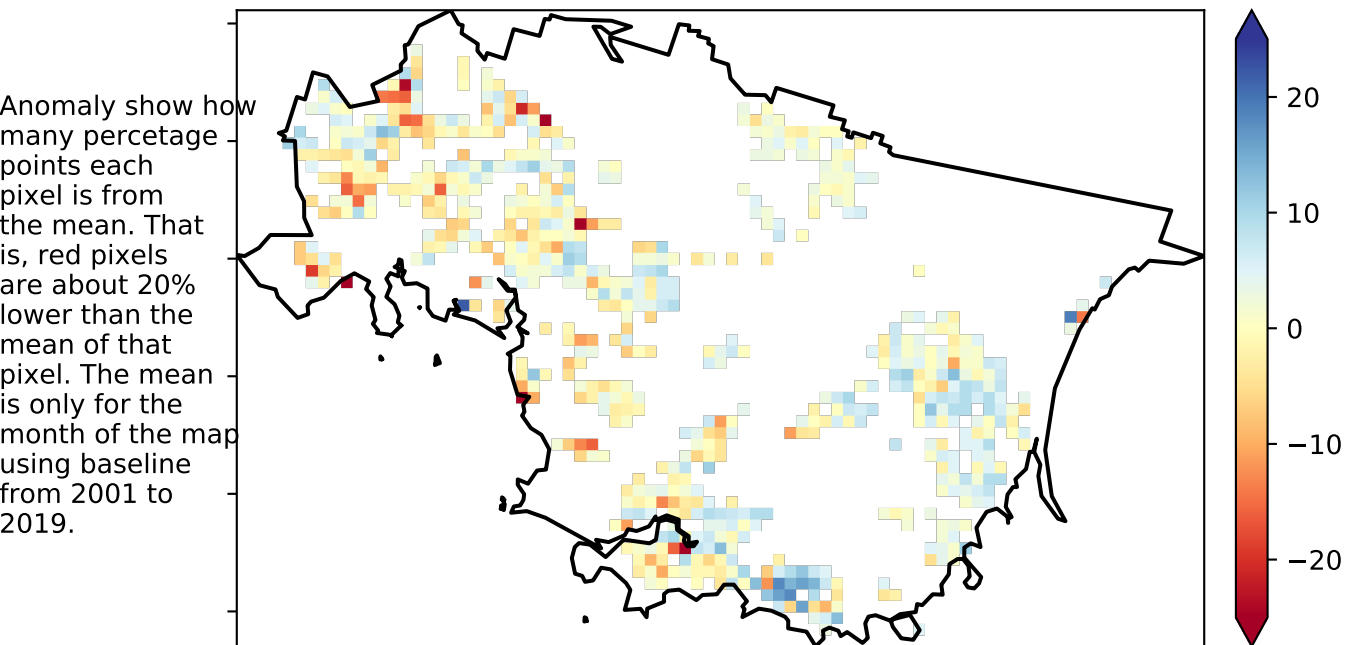 Anomaly show how
many percetage
points each
pixel is from
the mean. That
is, red pixels
are about 20%
lower than the
mean of that
pixel. The mean
is only for the
month of the map
using baseline
from 2001 to
2019.
20
10
0
−10
−20